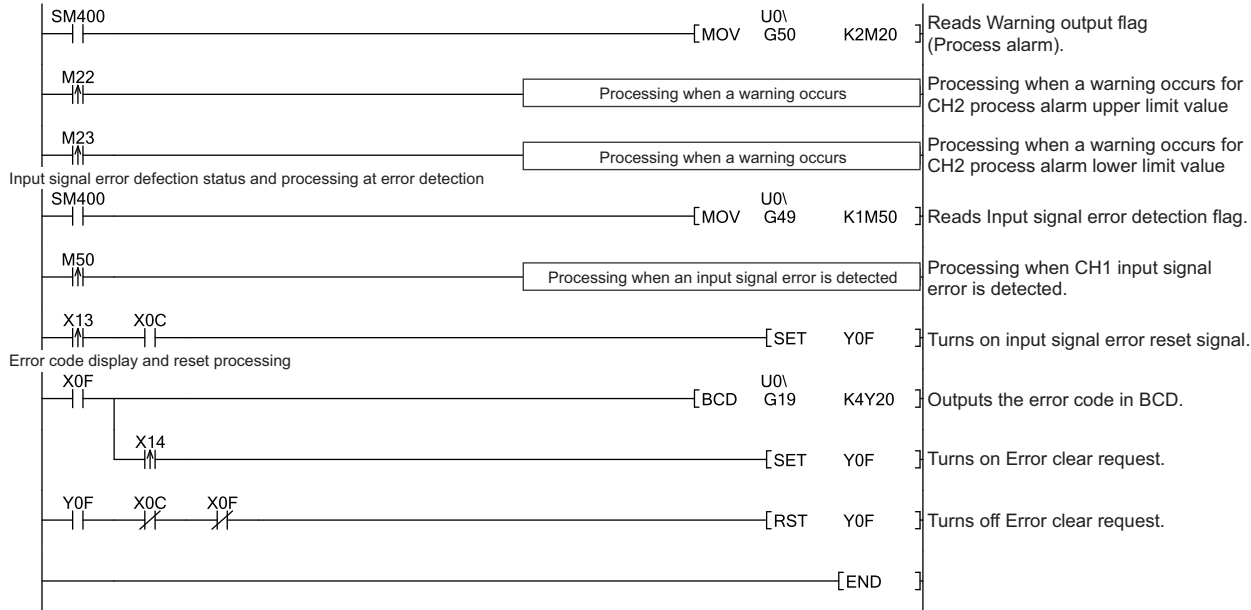 SM400
[MOV U0\G50 K2M20]
Reads Warning output flag
(Process alarm).
M22
Processing when a warning occurs
Processing when a warning occurs for
CH2 process alarm upper limit value
M23
Processing when a warning occurs
Processing when a warning occurs for
CH2 process alarm lower limit value
Input signal error defection status and processing at error detection
SM400
[MOV U0\G49 K1M50]
Reads Input signal error detection flag.
M50
Processing when an input signal error is detected
Processing when CH1 input signal
error is detected.
X13 X0C
[SET Y0F]
Turns on input signal error reset signal.
Error code display and reset processing
X0F
[BCD U0\G19 K4Y20]
Outputs the error code in BCD.
X14
[SET Y0F]
Turns on Error clear request.
Y0F X0C X0F
[RST Y0F]
Turns off Error clear request.
[END]